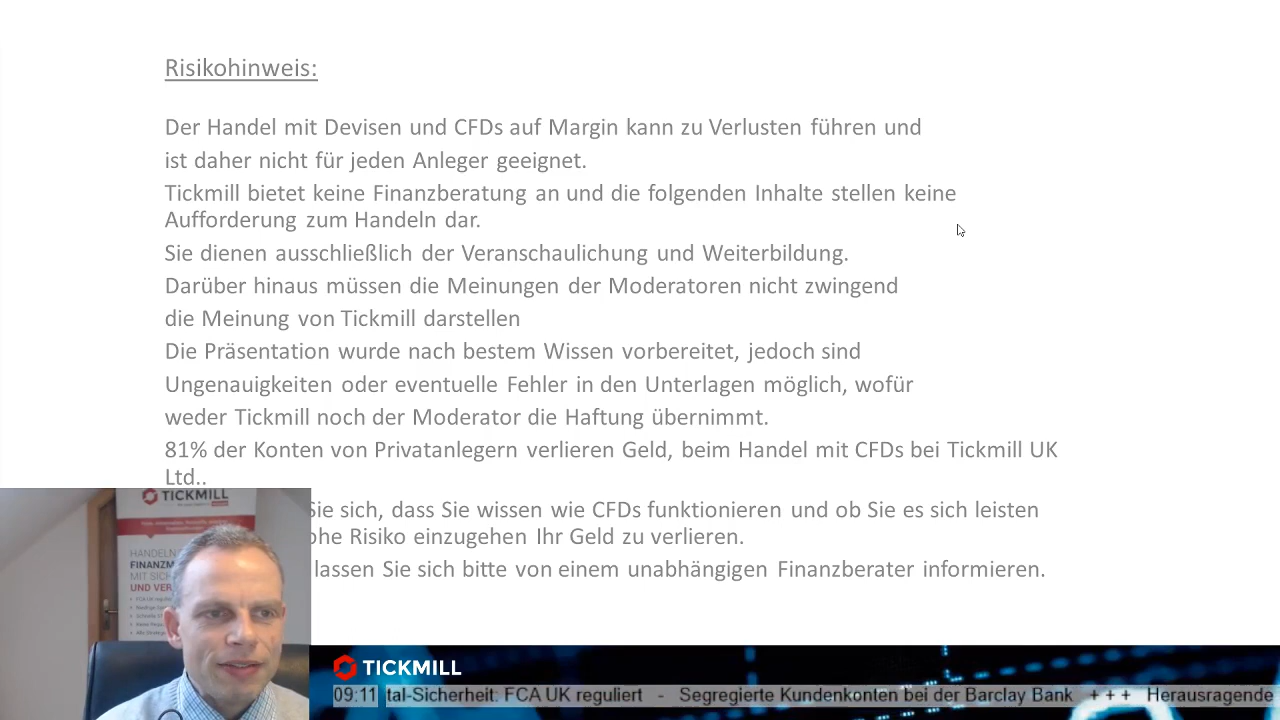 Risikohinweis:
Der Handel mit Devisen und CFDs auf Margin kann zu Verlusten führen und
ist daher nicht für jeden Anleger geeignet.
Tickmill bietet keine Finanzberatung an und die folgenden Inhalte stellen keine
Aufforderung zum Handeln dar.
Sie dienen ausschließlich der Veranschaulichung und Weiterbildung.
Darüber hinaus müssen die Meinungen der Moderatoren nicht zwingend
die Meinung von Tickmill darstellen
Die Präsentation wurde nach bestem Wissen vorbereitet, jedoch sind
Ungenauigkeiten oder eventuelle Fehler in den Unterlagen möglich, wofür
weder Tickmill noch der Moderator die Haftung übernimmt.
81% der Konten von Privatanlegern verlieren Geld, beim Handel mit CFDs bei Tickmill UK
Ltd..
Sie sich, dass Sie wissen wie CFDs funktionieren und ob Sie es sich leisten
ohe Risiko einzugehen Ihr Geld zu verlieren.
lassen Sie sich bitte von einem unabhängigen Finanzberater informieren.
TICKMILL
HANDELN
FINANZM
MIT SIC
UND VER
TICKMILL
09:11 tal-Sicherheit: FCA UK reguliert - Segregierte Kundenkonten bei der Barclay Bank +++ Herausragende